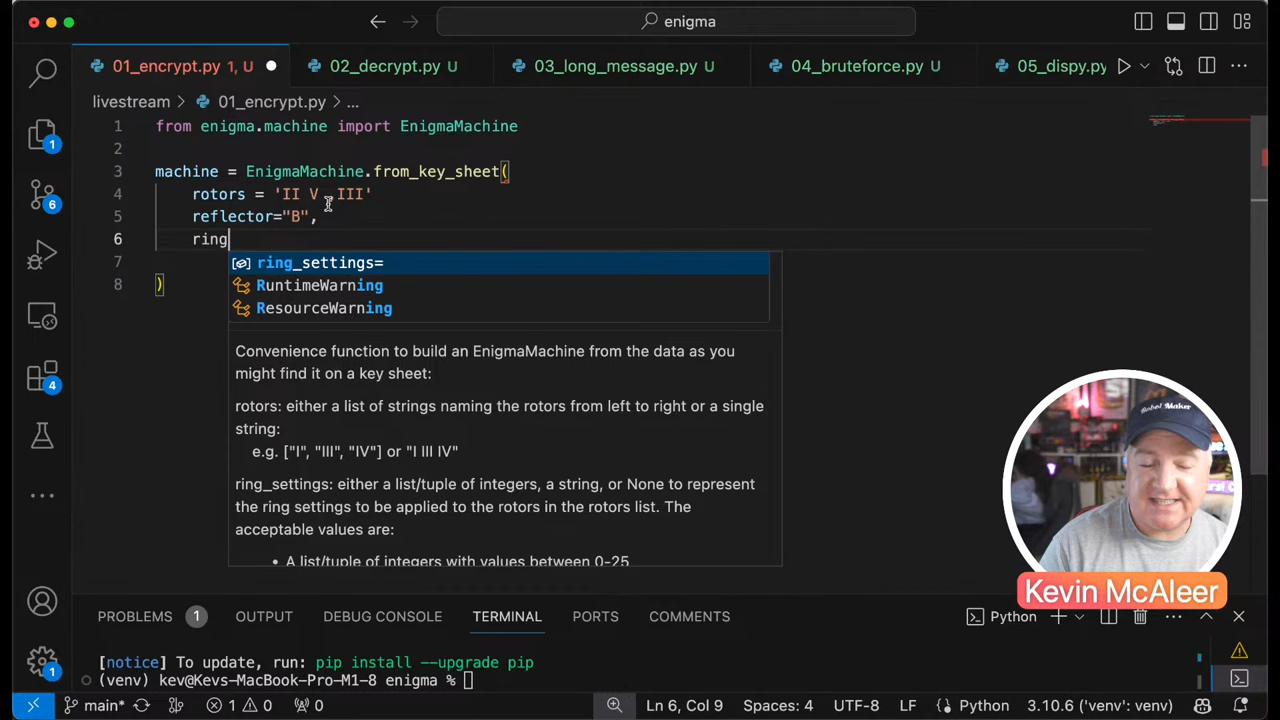 enigma
01_encrypt.py 1, U
02_decrypt.py U
03_long_message.py U
04_bruteforce.py U
05_dispy.py,
livestream > 01_encrypt.py > ...
1 from enigma.machine import EnigmaMachine
2
3 machine = EnigmaMachine.from_key_sheet(
4 rotors = 'II V III'
5 reflector="B",
6 ring
7
8 )
ring_settings=
RuntimeWarning
ResourceWarning
Convenience function to build an EnigmaMachine from the data as you
might find it on a key sheet:
rotors: either a list of strings naming the rotors from left to right or a single
string:
e.g. ["I", "III", "IV"] or "I III IV"
ring_settings: either a list/tuple of integers, a string, or None to represent
the ring settings to be applied to the rotors in the rotors list. The
acceptable values are:
• A list/tuple of integers with values between 0-25
1
6
4
1
Rebel Maker
Kevin McAleer
PROBLEMS 1 OUTPUT DEBUG CONSOLE TERMINAL PORTS COMMENTS
Python
[notice] To update, run: pip install --upgrade pip
(venv) kev@Kevs-MacBook-Pro-M1-8 enigma %
main* 1 0 0 Ln 6, Col 9 Spaces: 4 UTF-8 LF Python 3.10.6 ('venv': venv)